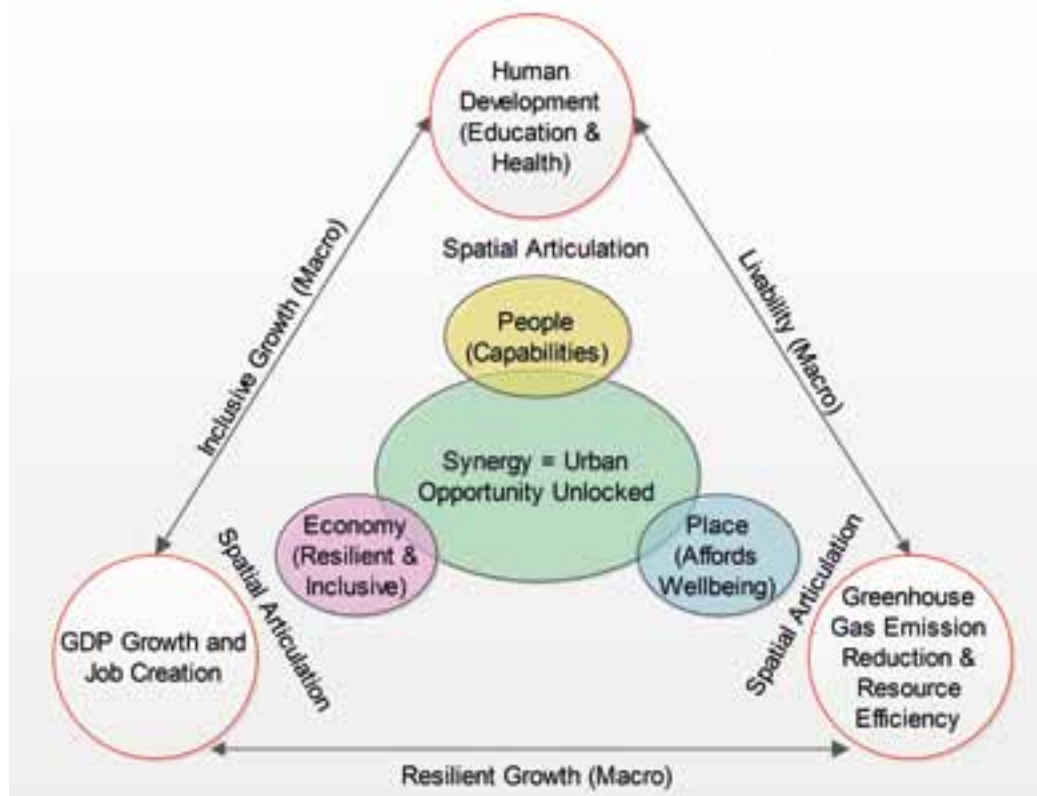 Human
Development
(Education &
Health)
Spatial Articulation
Inclusive Growth (Macro)
Livability (Macro)
People
(Capabilities)
Synergy = Urban
Opportunity Unlocked
Economy
(Resilient &
Inclusive)
Place
(Affords
Wellbeing)
Spatial Articulation
Spatial Articulation
GDP Growth and
Job Creation
Greenhouse
Gas Emission
Reduction &
Resource
Efficiency
Resilient Growth (Macro)